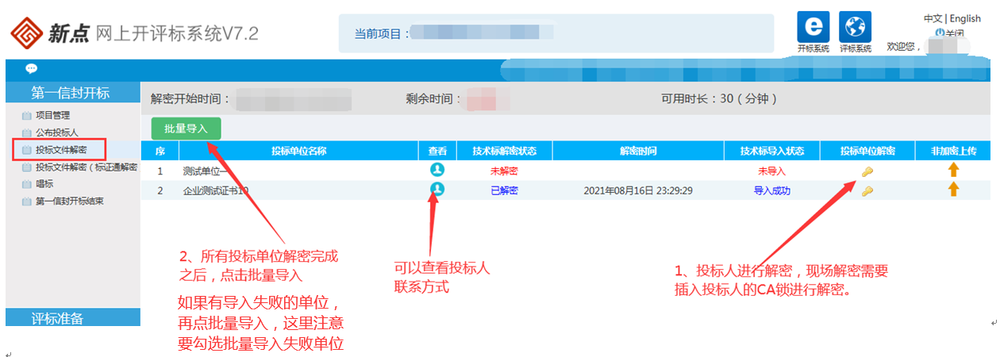 新点 网上开评标系统V7.2
当前项目：
开标系统
评标系统
中文 | English
关闭
欢迎您，
第一信封开标
项目管理
公布投标人
投标文件解密
投标文件解密（标证通解密
唱标
第一信封开标结束
评标准备
解密开始时间：
剩余时间：
可用时长：30（分钟）
批量导入
序 投标单位名称 查看 技术标解密状态 解密时间 技术标导入状态 投标单位解密 非加密上传
1 测试单位一 未解密 未导入
2 企业测试证书10 已解密 2021年08月16日 23:29:29 导入成功
2、所有投标单位解密完成
之后，点击批量导入
如果有导入失败的单位，
再点批量导入，这里注意
要勾选批量导入失败单位
可以查看投标人
联系方式
1、投标人进行解密，现场解密需要
插入投标人的CA锁进行解密。